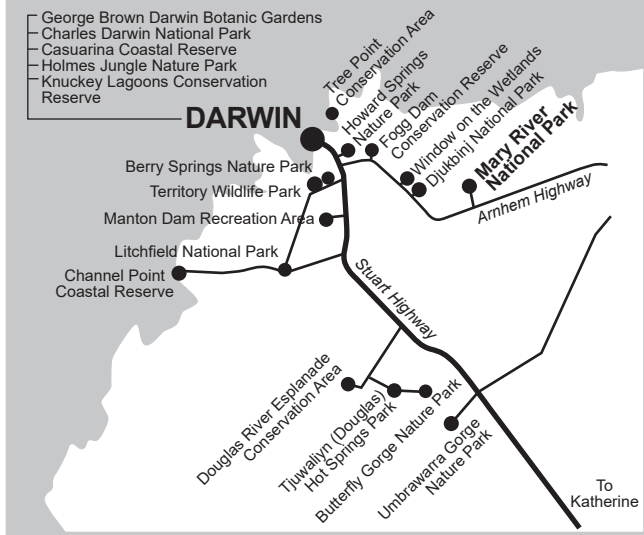 George Brown Darwin Botanic Gardens
Charles Darwin National Park
Casuarina Coastal Reserve
Holmes Jungle Nature Park
Knuckey Lagoons Conservation
Reserve
DARWIN
Tree Point
Conservation Area
Howard Springs
Nature Park
Fogg Dam
Conservation Reserve
Window on the Wetlands
Djukbinj National Park
Mary River
National Park
Arnhem Highway
Berry Springs Nature Park
Territory Wildlife Park
Manton Dam Recreation Area
Litchfield National Park
Channel Point
Coastal Reserve
Stuart Highway
Douglas River Esplanade
Conservation Area
Tjuwaliyn (Douglas)
Hot Springs Park
Butterfly Gorge Nature Park
Umbrawarra Gorge
Nature Park
To
Katherine